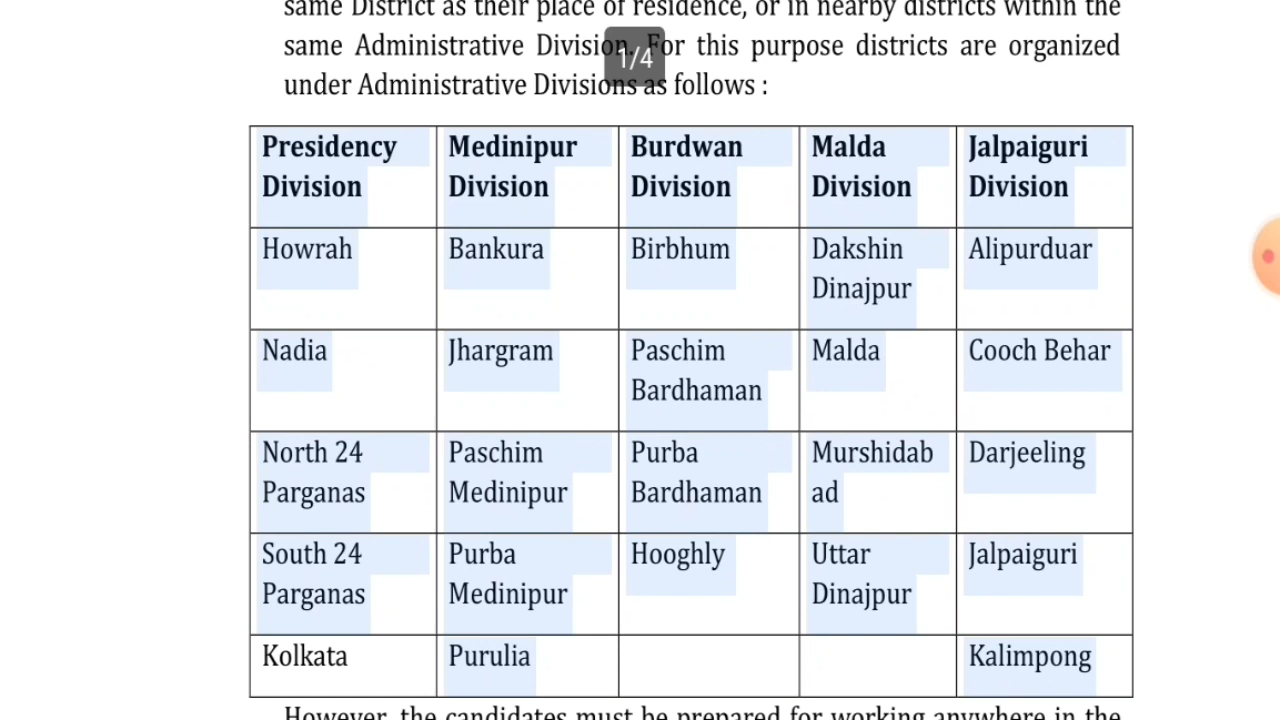 same District as their place of residence, or in nearby districts within the
same Administrative Division. For this purpose districts are organized
1/4
under Administrative Divisions as follows :
Presidency Division
Medinipur Division
Burdwan Division
Malda Division
Jalpaiguri Division
Howrah
Bankura
Birbhum
Dakshin Dinajpur
Alipurduar
Nadia
Jhargram
Paschim Bardhaman
Malda
Cooch Behar
North 24 Parganas
Paschim Medinipur
Purba Bardhaman
Murshidab
ad
Darjeeling
South 24 Parganas
Purba Medinipur
Hooghly
Uttar Dinajpur
Jalpaiguri
Kolkata
Purulia
Kalimpong
However, the candidates must be prepared for working anywhere in the